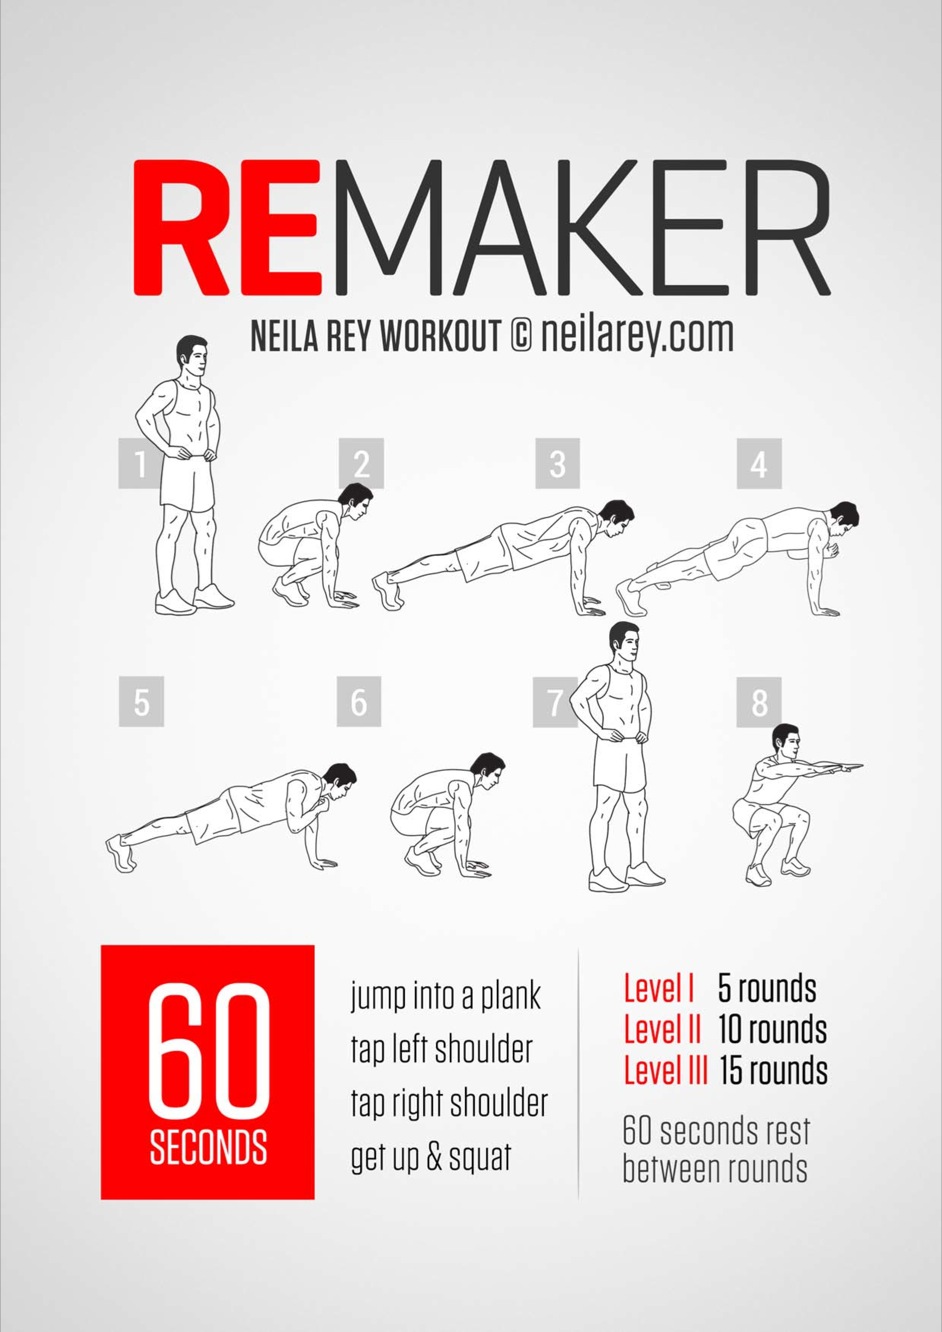 REMAKER
NEILA REY WORKOUT © neilarey.com
1
2
3
4
5
6
7
8
60
SECONDS
jump into a plank
tap left shoulder
tap right shoulder
get up & squat
Level I 5 rounds
Level II 10 rounds
Level III 15 rounds
60 seconds rest
between rounds